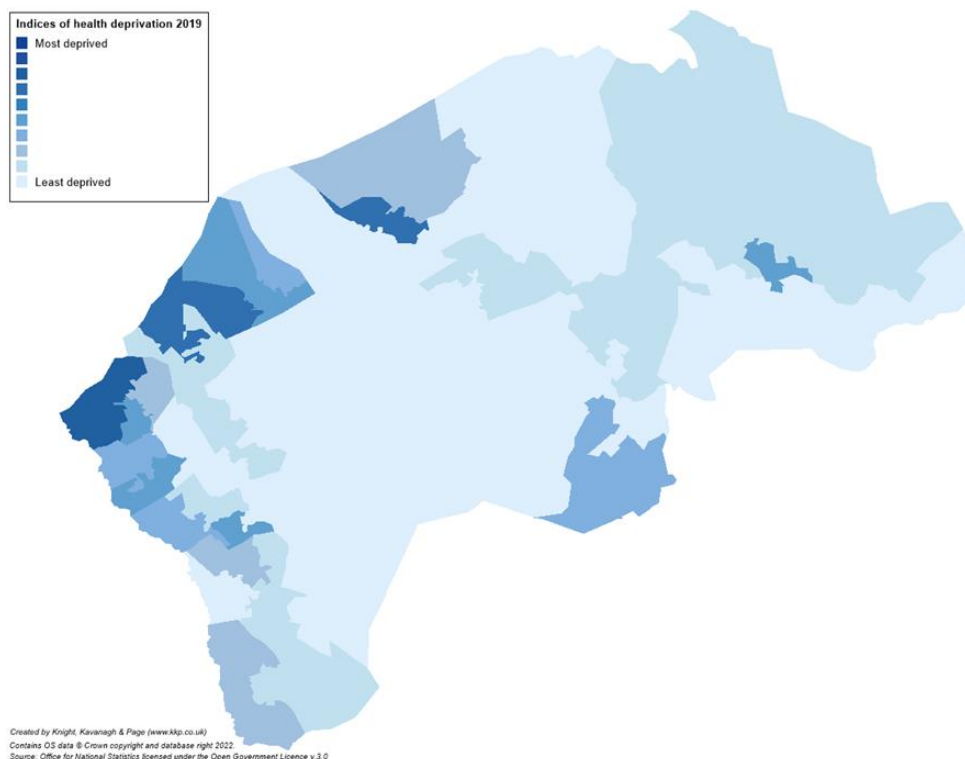 Indices of health deprivation 2019
Most deprived
Least deprived
Created by Knight, Kavanagh & Page (www.kkp.co.uk)
Contains OS data © Crown copyright and database right 2022.
Source: Office for National Statistics licensed under the Open Government Licence v.3.0